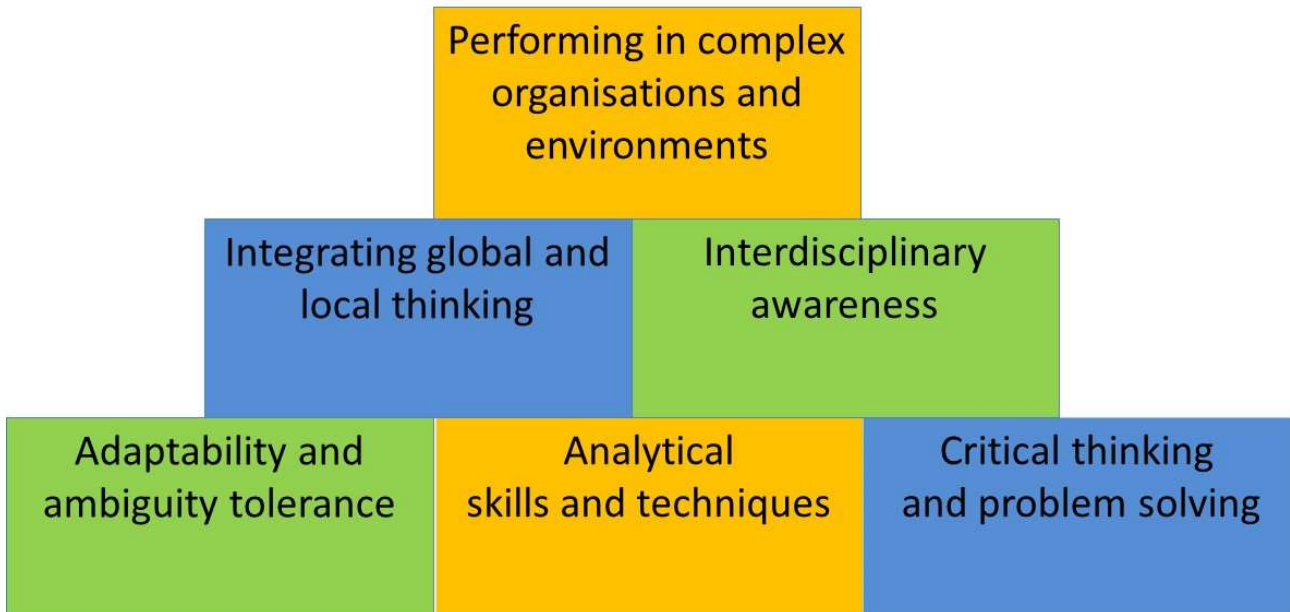 Performing in complex
organisations and
environments
Integrating global and
local thinking
Interdisciplinary
awareness
Adaptability and
ambiguity tolerance
Analytical
skills and techniques
Critical thinking
and problem solving